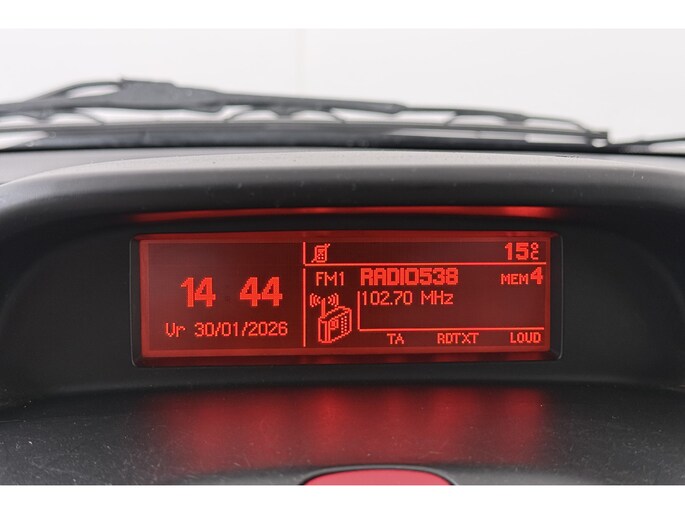 14 44
Vr 30/01/2026
15°C
FM1 RADIO538 MEM4
102.70 MHz
TA RDTXT LOUD